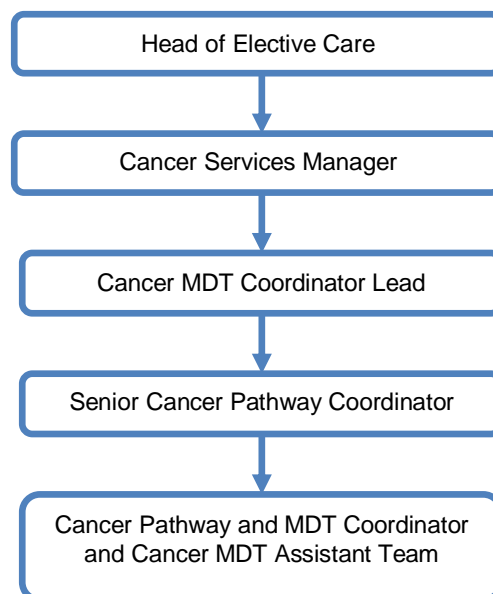 Head of Elective Care
Cancer Services Manager
Cancer MDT Coordinator Lead
Senior Cancer Pathway Coordinator
Cancer Pathway and MDT Coordinator
and Cancer MDT Assistant Team